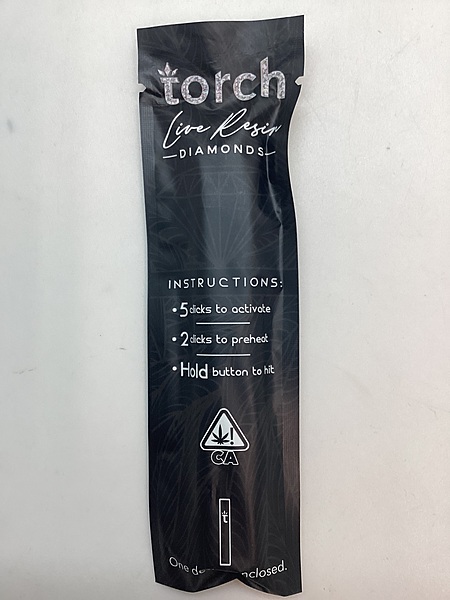 torch
Live Resin
—DIAMONDS—
INSTRUCTIONS:
• 5 clicks to activate
• 2 clicks to preheat
• Hold button to hit
!
CA
t
One enclosed.